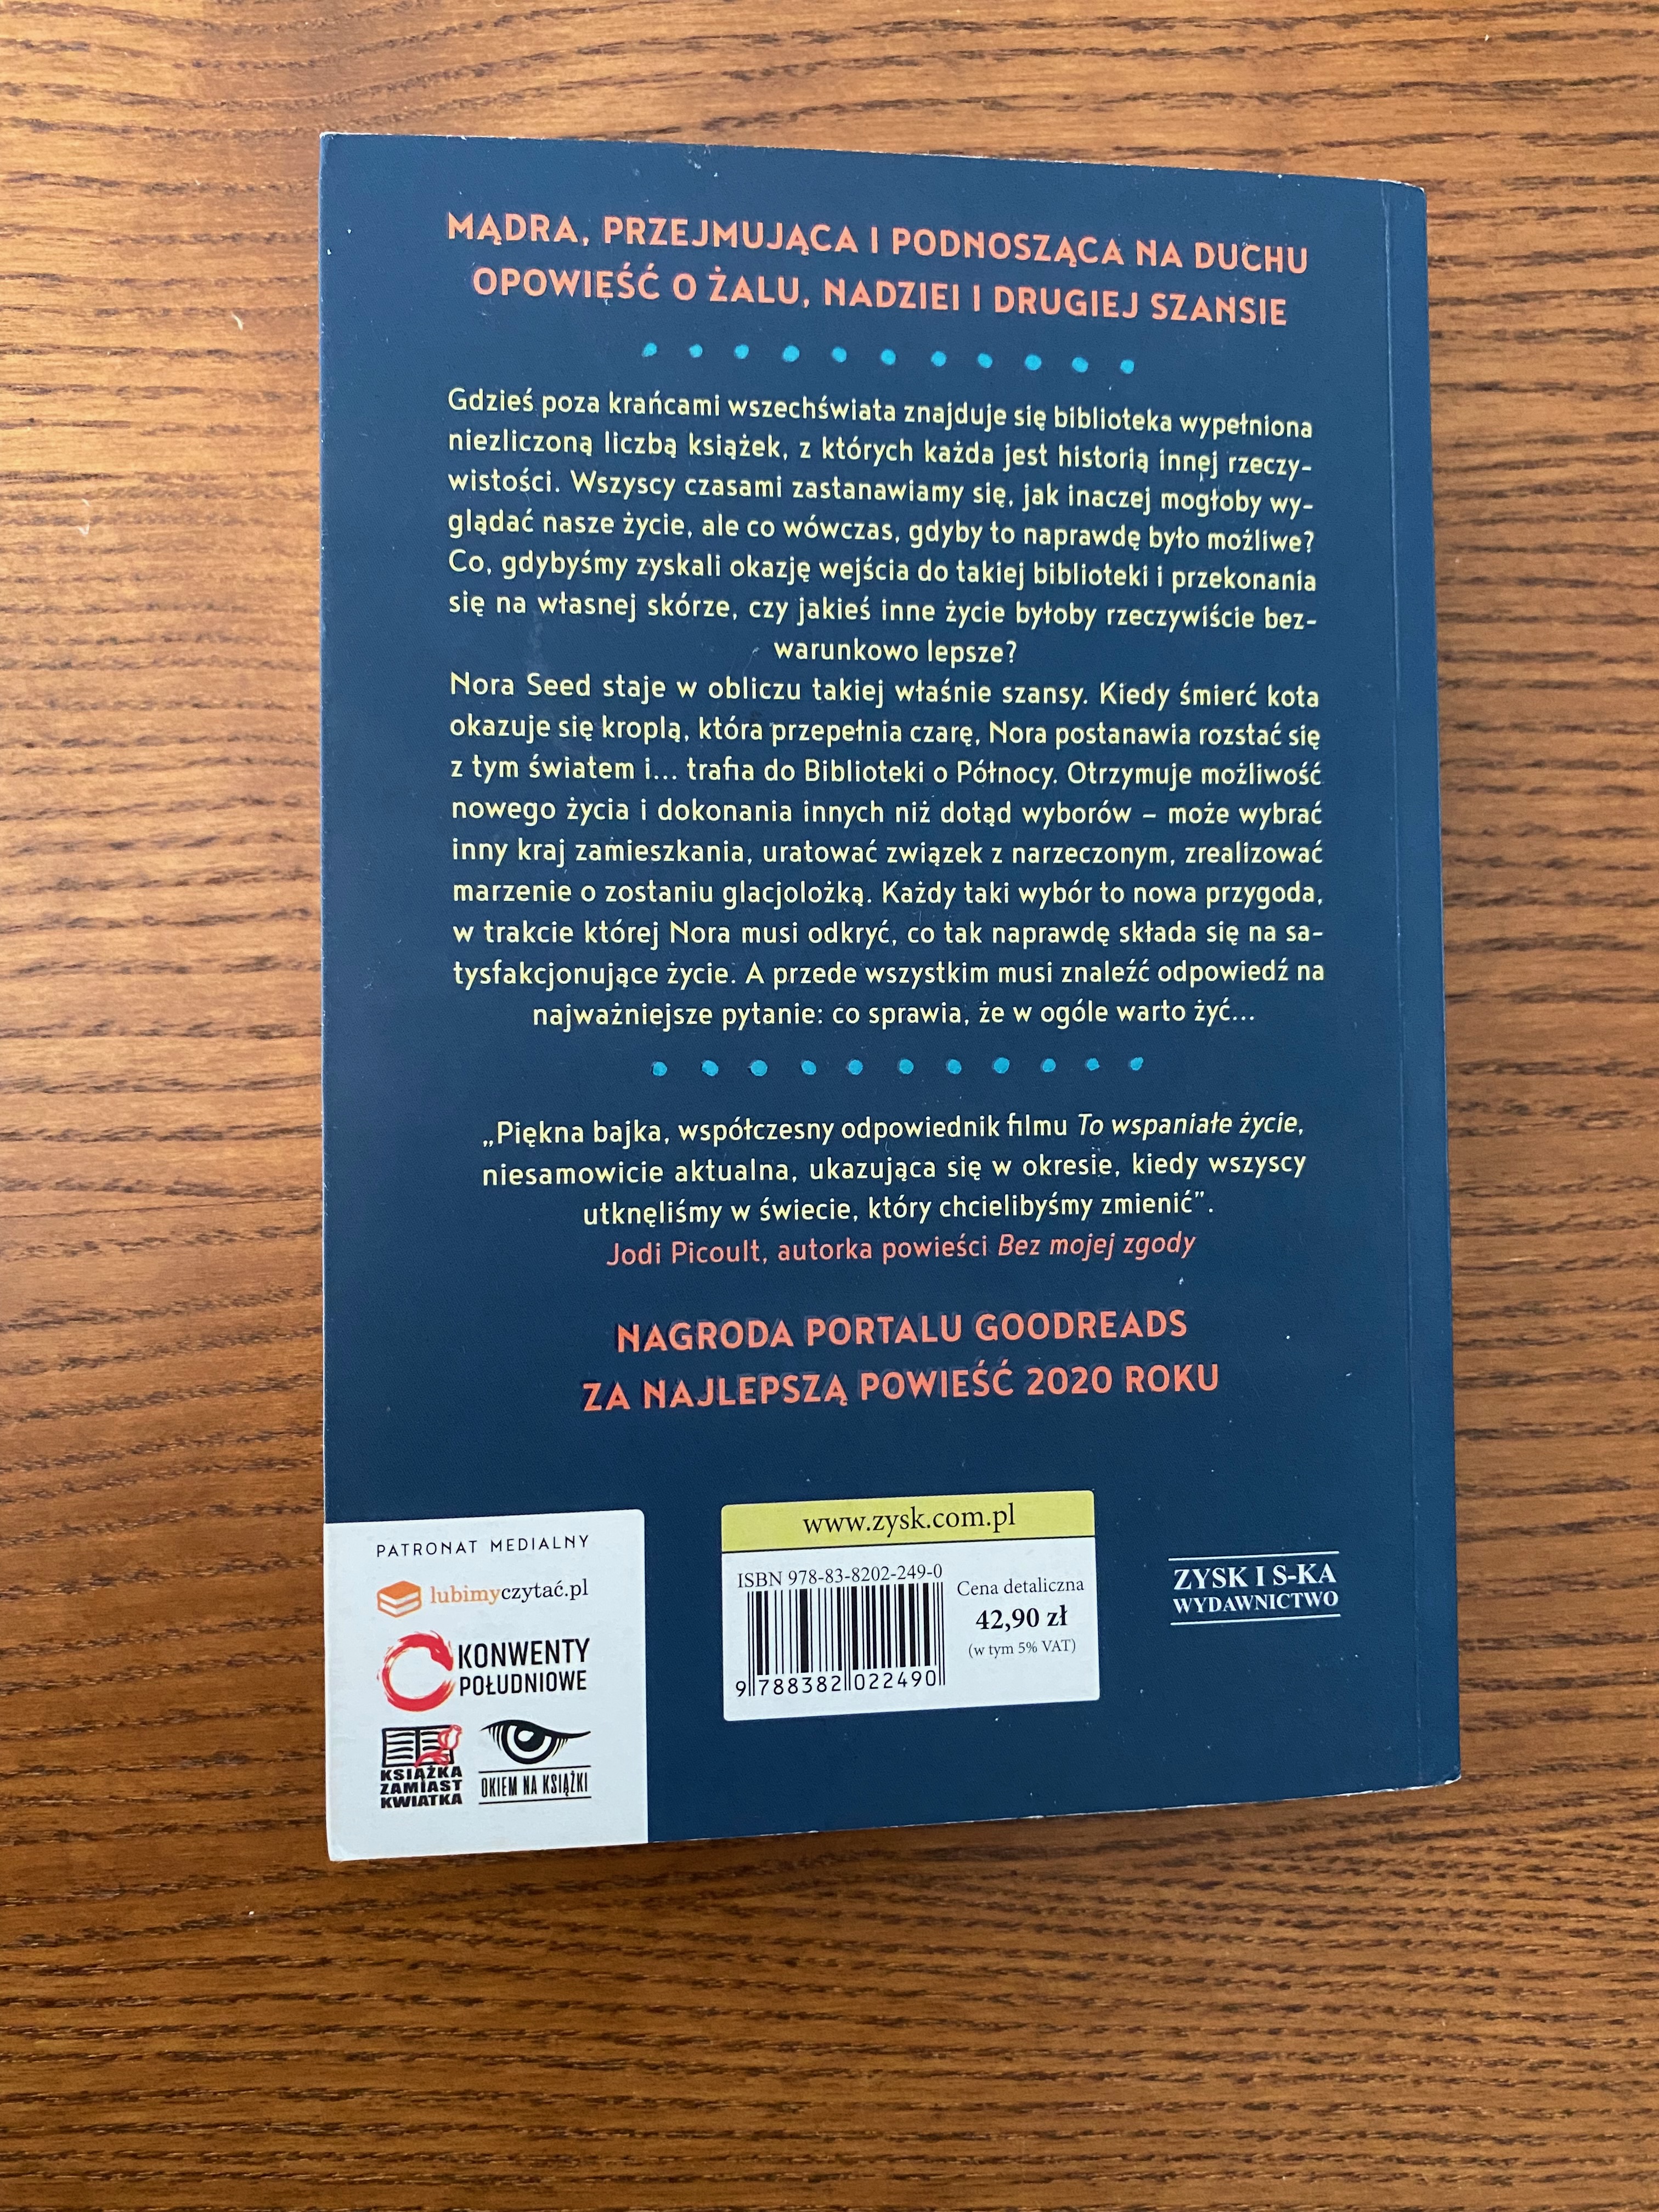 MĄDRA, PRZEJMUJĄCA I PODNOSZĄCA NA DUCHU
OPOWIEŚĆ O ŻALU, NADZIEI I DRUGIEJ SZANSIE
Gdzieś poza krańcami wszechświata znajduje się biblioteka wypełniona
niezliczoną liczbą książek, z których każda jest historią innej rzeczy-
wistości. Wszyscy czasami zastanawiamy się, jak inaczej mogłoby wy-
glądać nasze życie, ale co wówczas, gdyby to naprawdę było możliwe?
Co, gdybyśmy zyskali okazję wejścia do takiej biblioteki i przekonania
się na własnej skórze, czy jakieś inne życie byłoby rzeczywiście bez-
warunkowo lepsze?
Nora Seed staje w obliczu takiej właśnie szansy. Kiedy śmierć kota
okazuje się kroplą, która przepełnia czarę, Nora postanawia rozstać się
z tym światem i... trafia do Biblioteki o Północy. Otrzymuje możliwość
nowego życia i dokonania innych niż dotąd wyborów – może wybrać
inny kraj zamieszkania, uratować związek z narzeczonym, zrealizować
marzenie o zostaniu glacjolożką. Każdy taki wybór to nowa przygoda,
w trakcie której Nora musi odkryć, co tak naprawdę składa się na sa-
tysfakcjonujące życie. A przede wszystkim musi znaleźć odpowiedź na
najważniejsze pytanie: co sprawia, że w ogóle warto żyć...
„Piękna bajka, współczesny odpowiednik filmu To wspaniałe życie,
niesamowicie aktualna, ukazująca się w okresie, kiedy wszyscy
utknęliśmy w świecie, który chcielibyśmy zmienić”.
Jodi Picoult, autorka powieści Bez mojej zgody
NAGRODA PORTALU GOODREADS
ZA NAJLEPSZĄ POWIEŚĆ 2020 ROKU
PATRONAT MEDIALNY
lubimyczytać.pl
KONWENTY
POŁUDNIOWE
KSIĄŻKA
ZAMIAST
KWIATKA
OKIEM NA KSIĄŻKI
www.zysk.com.pl
ISBN 978-83-8202-249-0
Cena detaliczna
42,90 zł
(w tym 5% VAT)
9 788382 022490
ZYSK I S-KA
WYDAWNICTWO